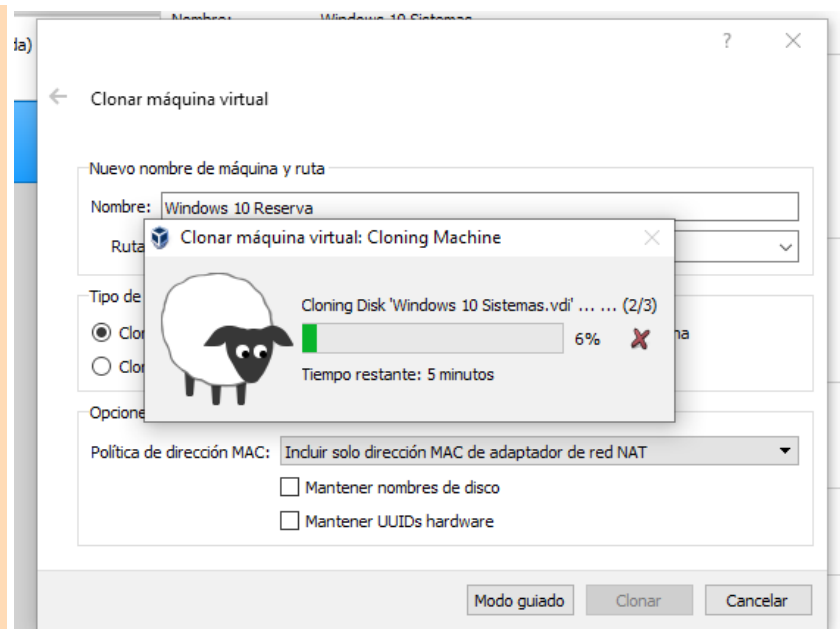 Nombre: Windows 10 Sistemas
da)
?
Clonar máquina virtual
Nuevo nombre de máquina y ruta
Nombre: Windows 10 Reserva
Ruta
Clonar máquina virtual: Cloning Machine
Tipo de
Cloning Disk 'Windows 10 Sistemas.vdi' ... ... (2/3)
Clon
na
6%
Clon
Tiempo restante: 5 minutos
Opcione
Política de dirección MAC: Incluir solo dirección MAC de adaptador de red NAT
Mantener nombres de disco
Mantener UUIDs hardware
Modo guiado Clonar Cancelar